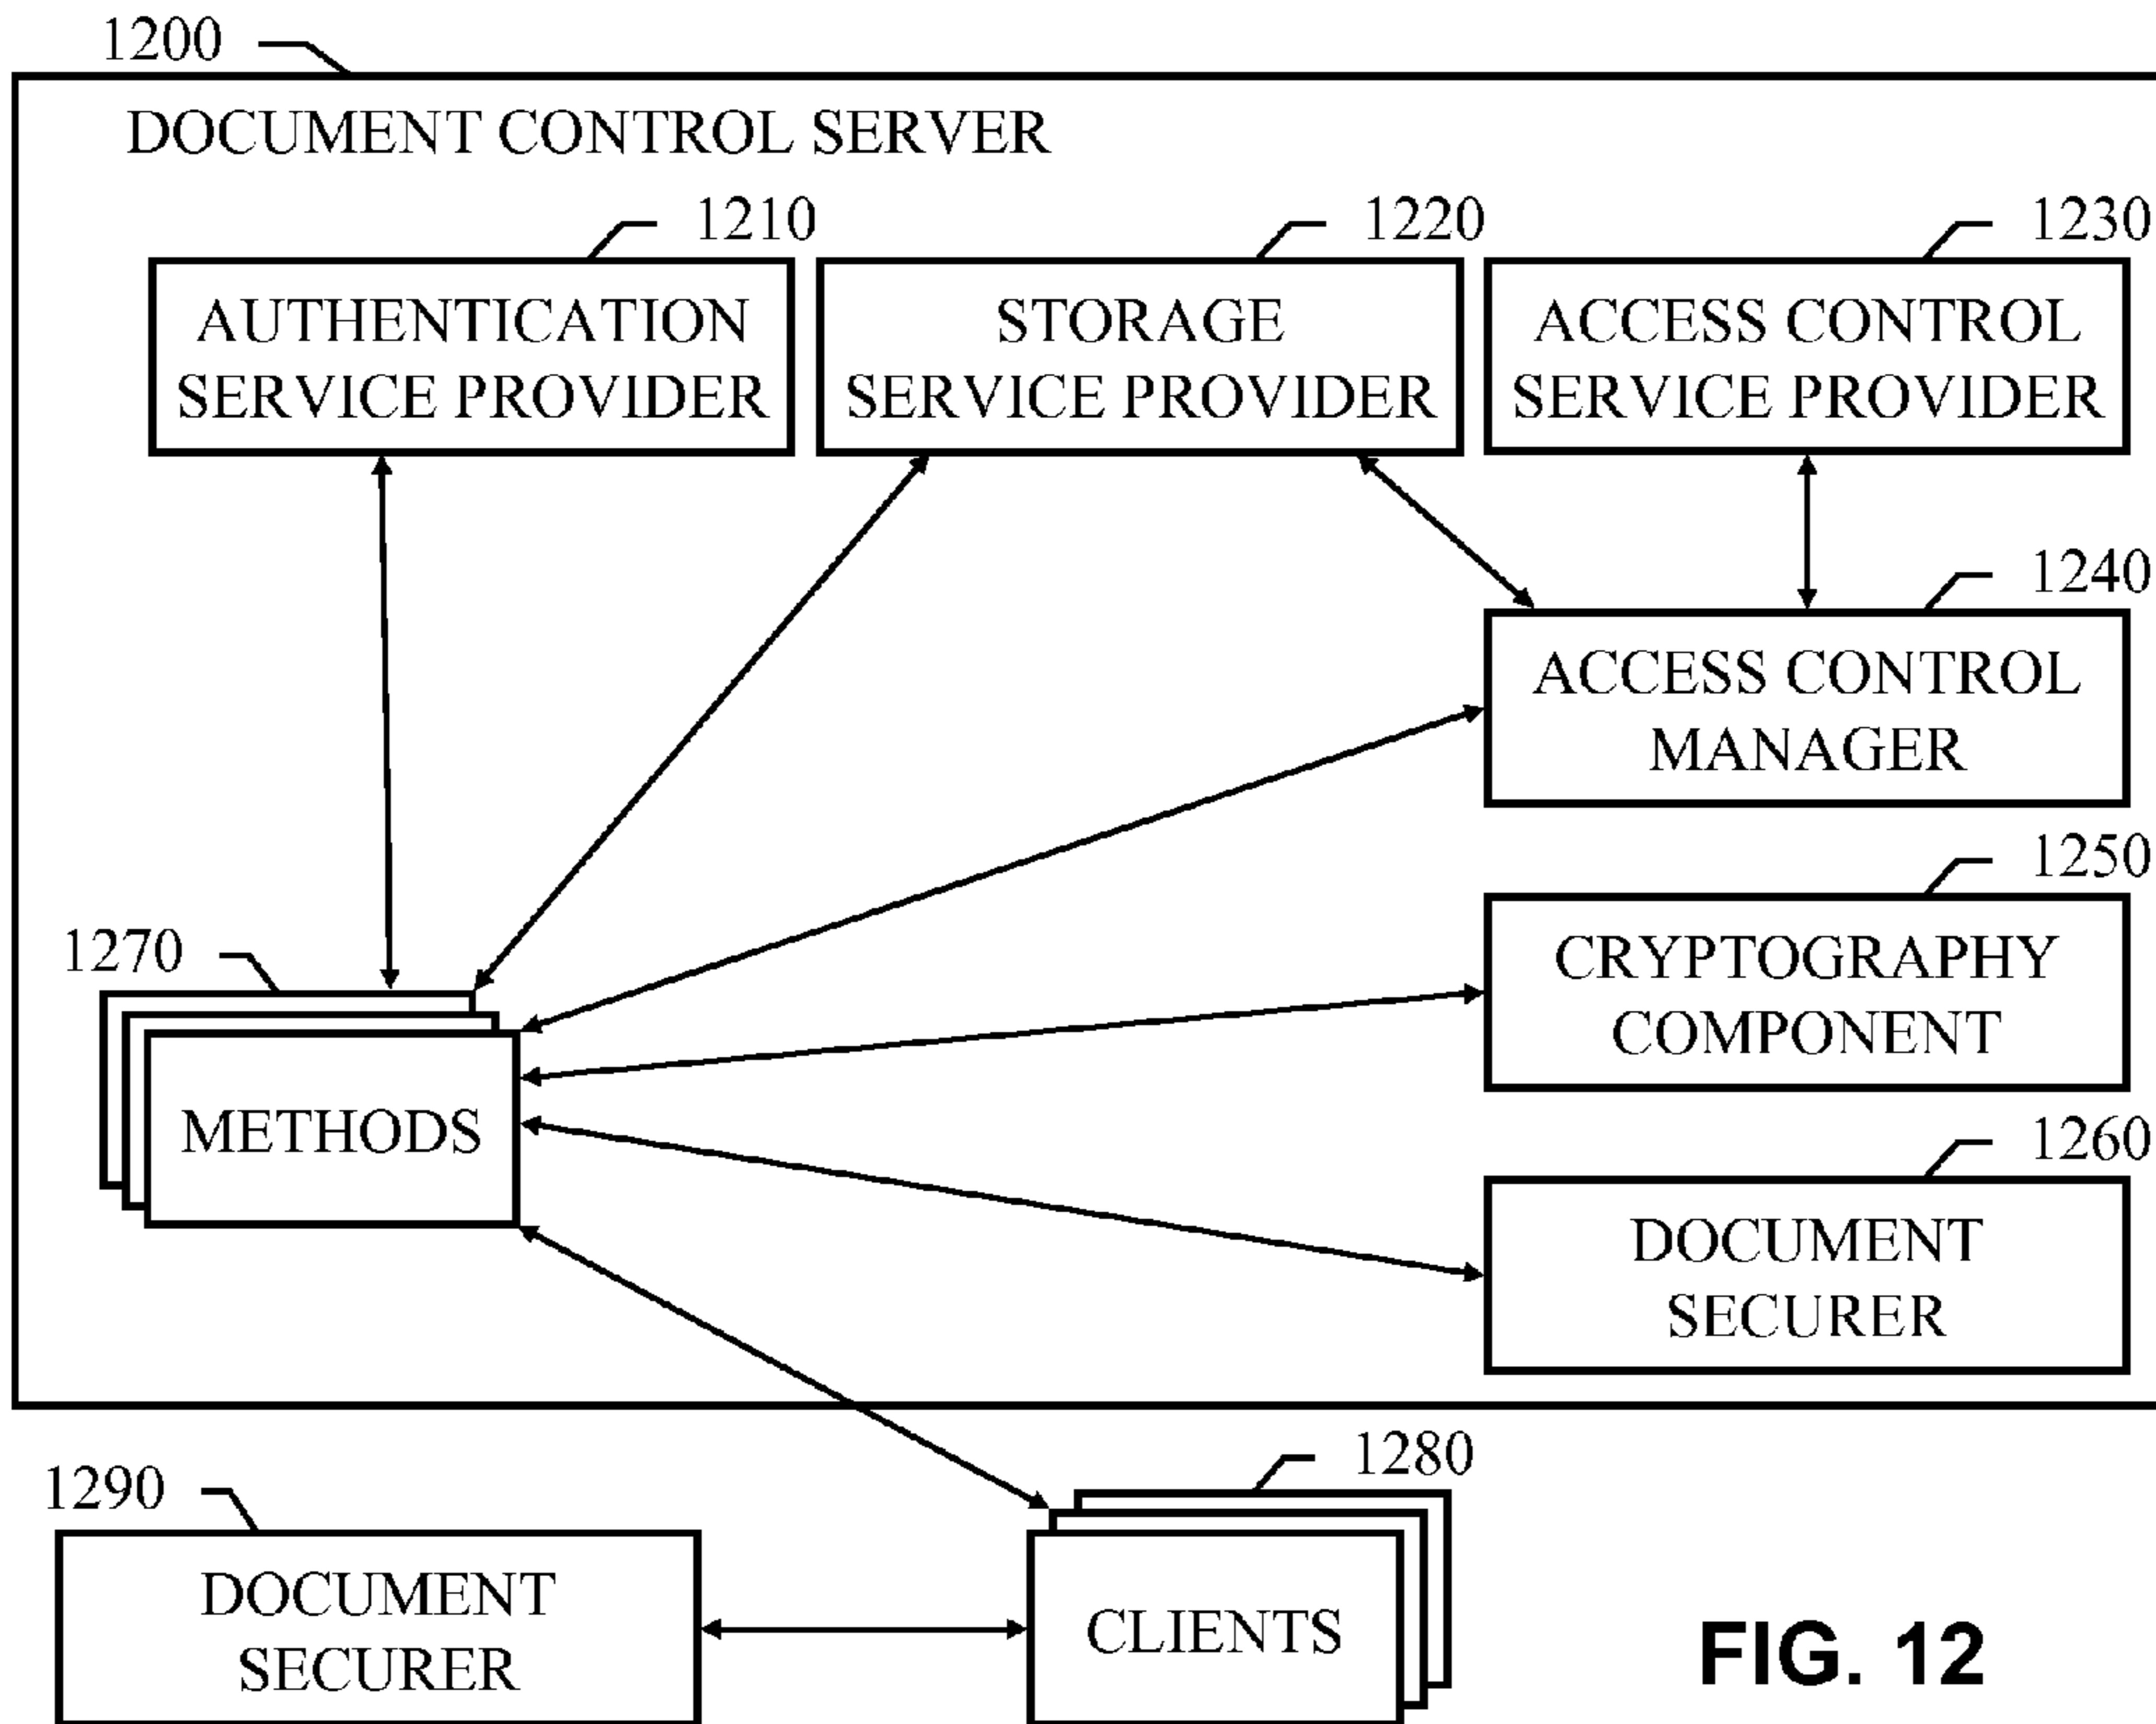 1200
DOCUMENT CONTROL SERVER
1210
1220
1230
AUTHENTICATION
SERVICE PROVIDER
STORAGE
SERVICE PROVIDER
ACCESS CONTROL
SERVICE PROVIDER
1240
ACCESS CONTROL
MANAGER
1250
CRYPTOGRAPHY
COMPONENT
1270
METHODS
1260
DOCUMENT
SECURER
1280
CLIENTS
1290
DOCUMENT
SECURER
FIG. 12